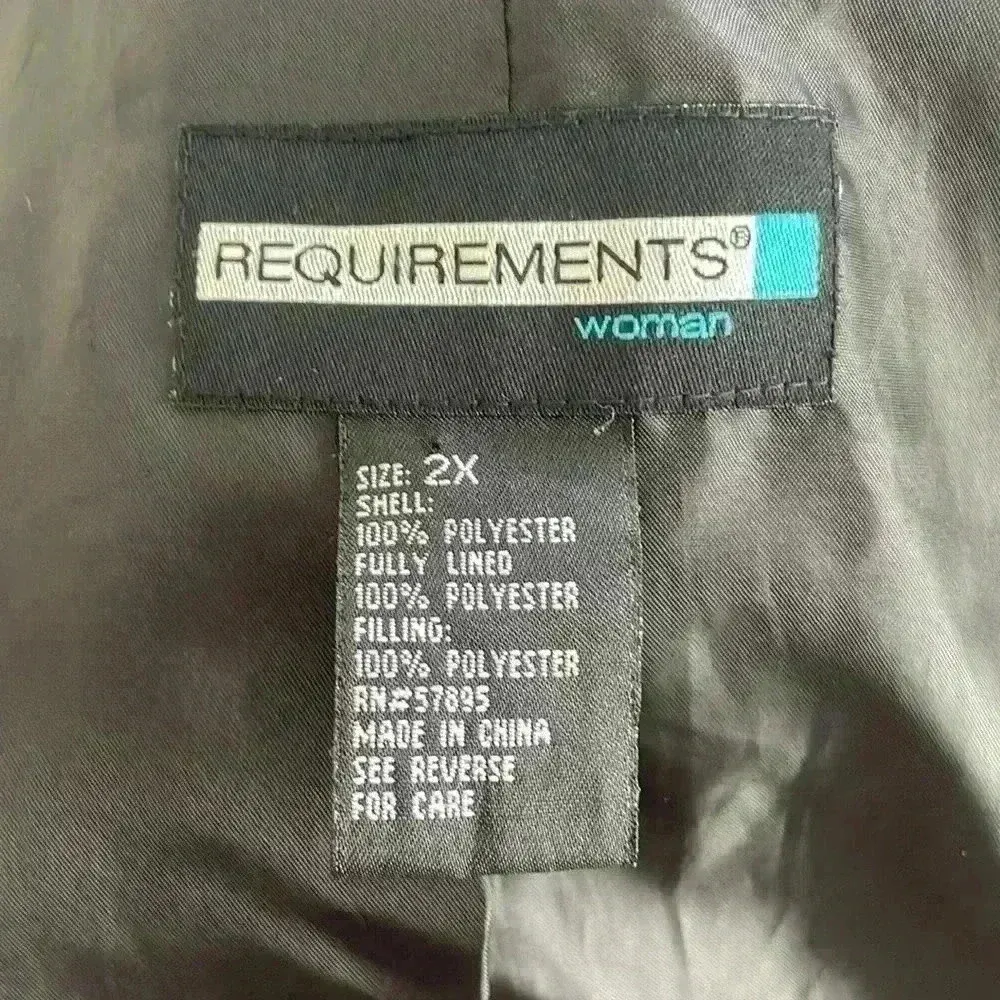 REQUIREMENTS®
woman
SIZE: 2X
SHELL:
100% POLYESTER
FULLY LINED
100% POLYESTER
FILLING:
100% POLYESTER
RN#57895
MADE IN CHINA
SEE REVERSE
FOR CARE